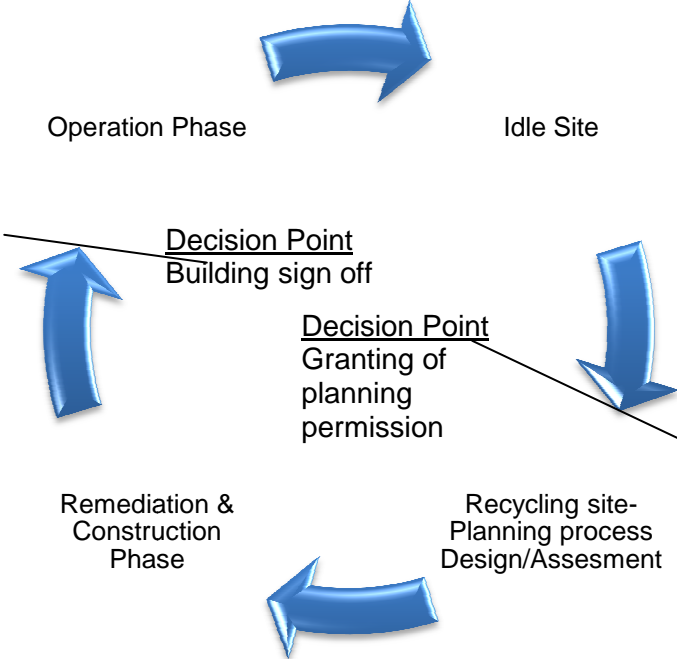 Operation Phase
Idle Site
Decision Point
Building sign off
Decision Point
Granting of
planning
permission
Remediation &
Construction
Phase
Recycling site-
Planning process
Design/Assesment